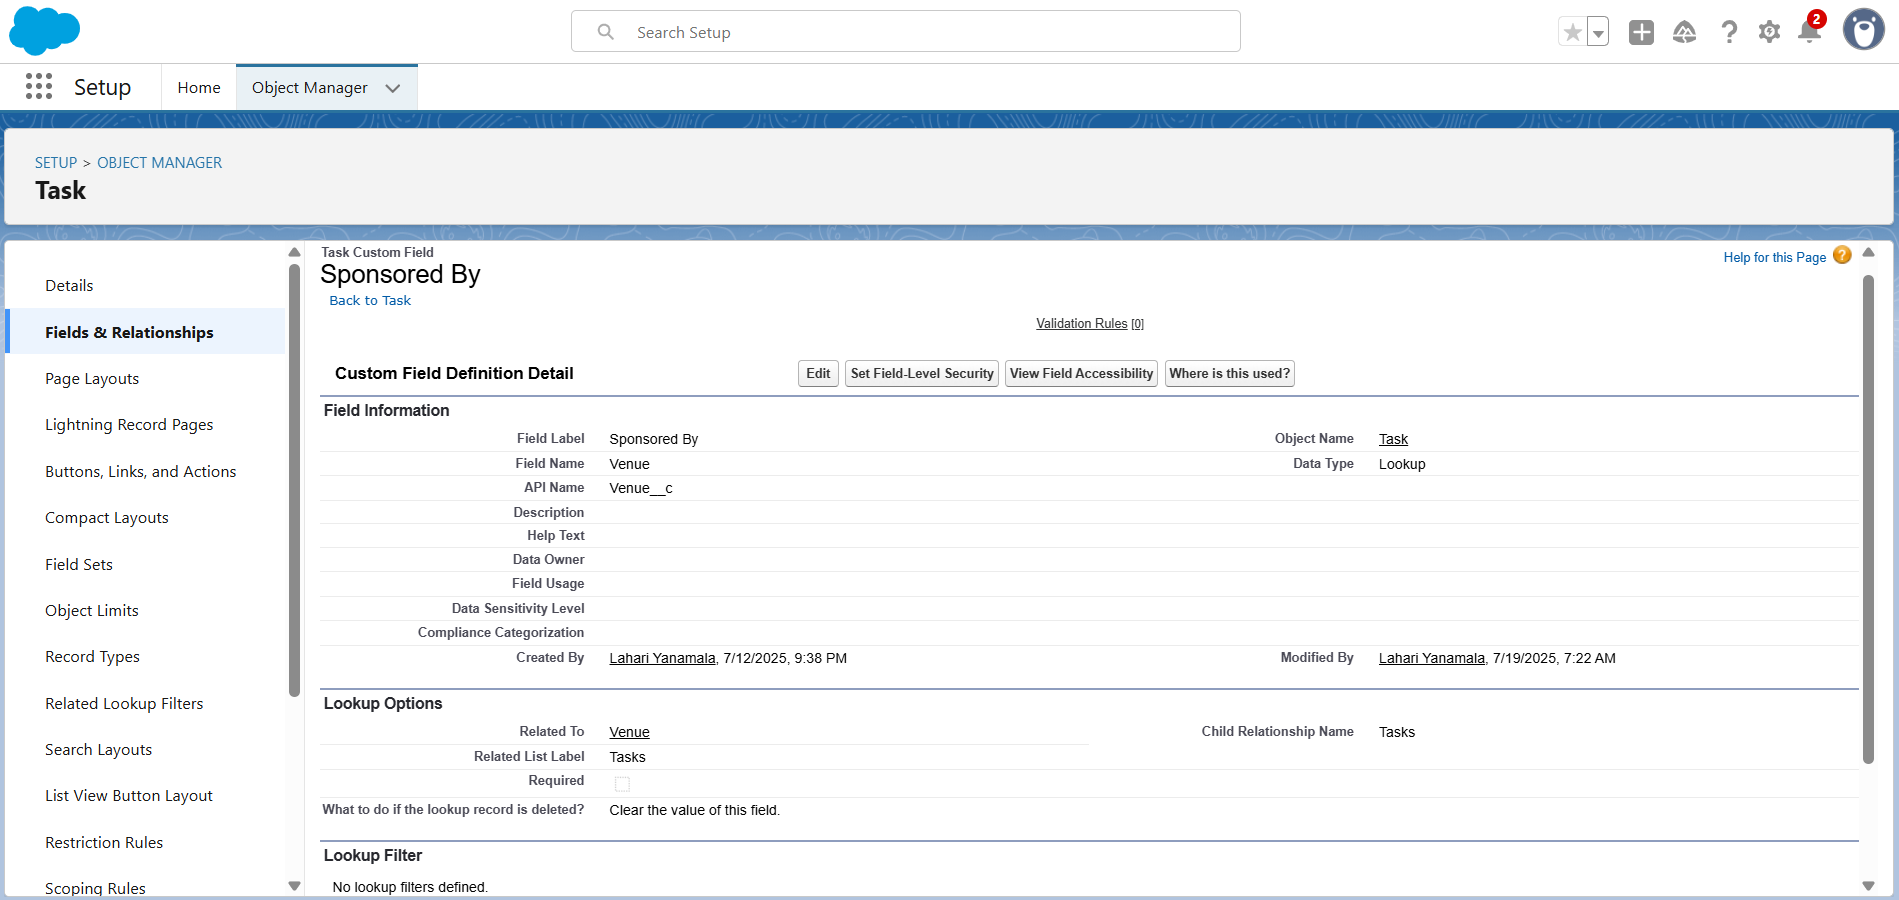 Search Setup
2
Setup
Home
Object Manager
SETUP > OBJECT MANAGER
Task
Details
Fields & Relationships
Page Layouts
Lightning Record Pages
Buttons, Links, and Actions
Compact Layouts
Field Sets
Object Limits
Record Types
Related Lookup Filters
Search Layouts
List View Button Layout
Restriction Rules
Scoping Rules
Task Custom Field
Sponsored By
Back to Task
Help for this Page ?
Validation Rules [0]
Custom Field Definition Detail
Edit Set Field-Level Security View Field Accessibility Where is this used?
Field Information
Field Label Sponsored By Object Name Task
Field Name Venue Data Type Lookup
API Name Venue__c
Description
Help Text
Data Owner
Field Usage
Data Sensitivity Level
Compliance Categorization
Created By Lahari Yanamala, 7/12/2025, 9:38 PM Modified By Lahari Yanamala, 7/19/2025, 7:22 AM
Lookup Options
Related To Venue Child Relationship Name Tasks
Related List Label Tasks
Required
What to do if the lookup record is deleted? Clear the value of this field.
Lookup Filter
No lookup filters defined.